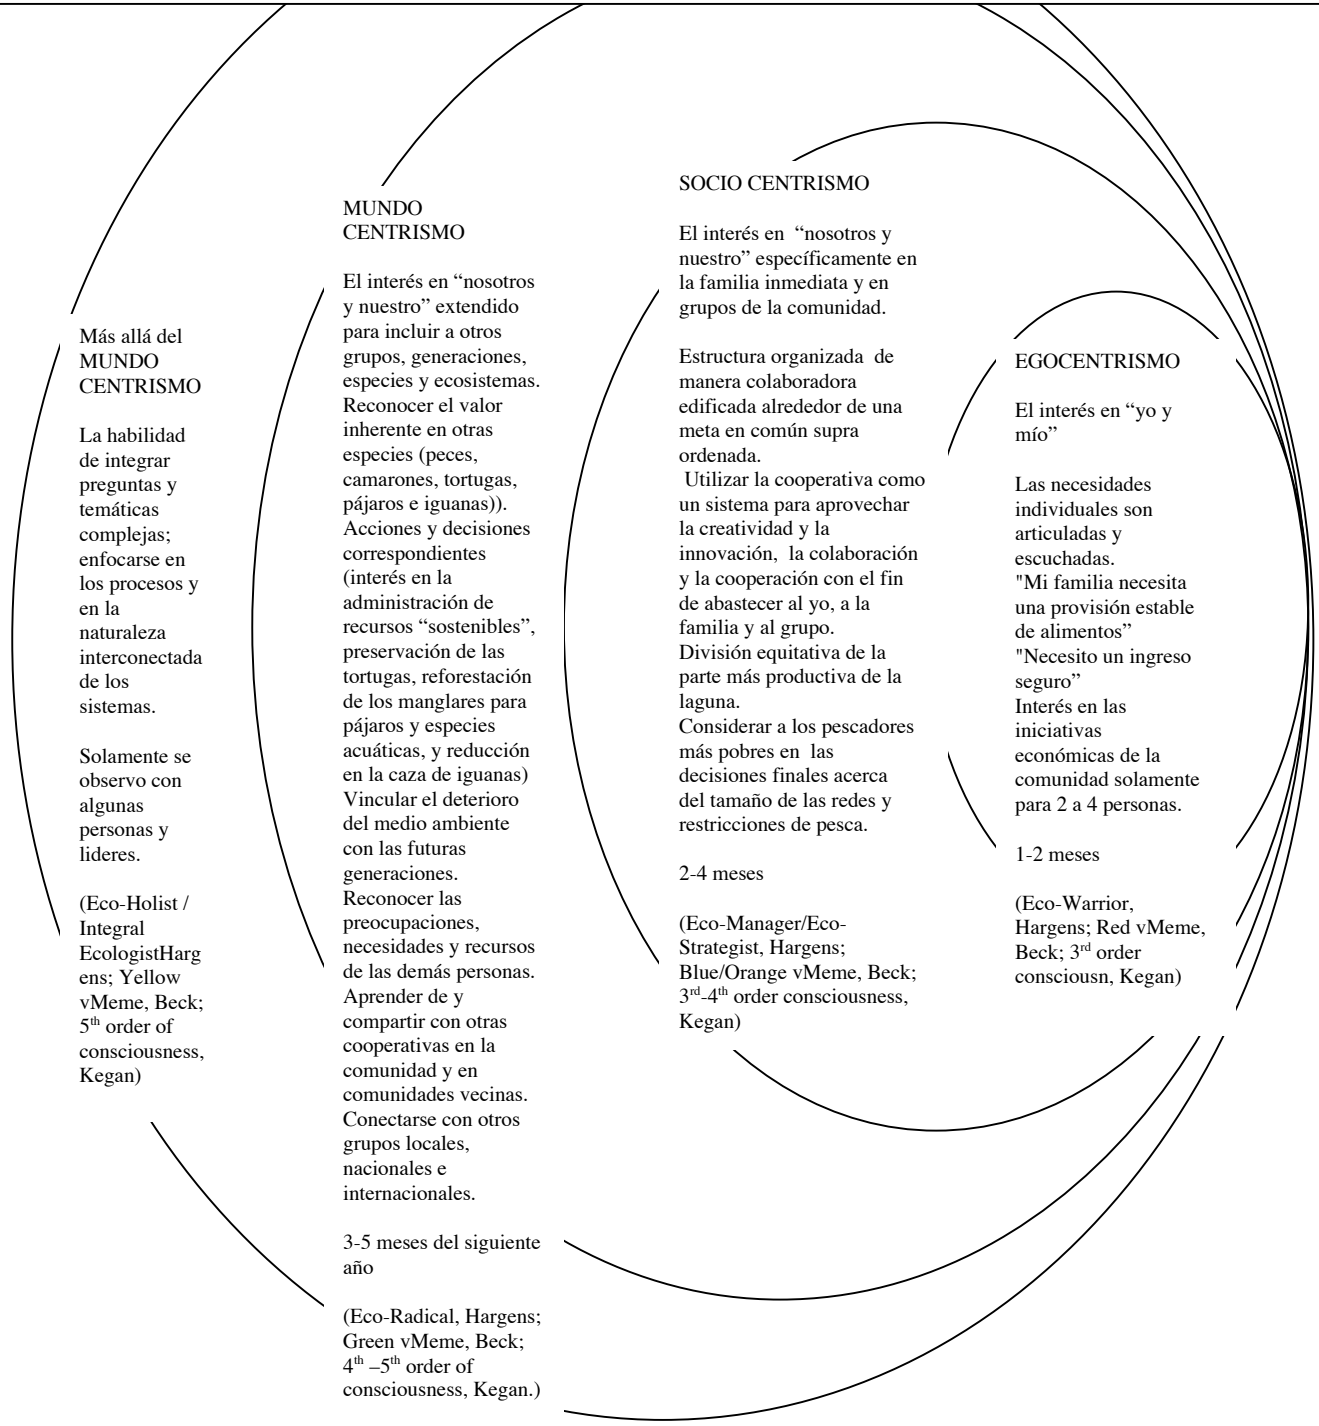 Más allá del
MUNDO
CENTRISMO
La habilidad
de integrar
preguntas y
temáticas
complejas;
enfocarse en
los procesos y
en la
naturaleza
interconectada
de los
sistemas.
Solamente se
observo con
algunas
personas y
lideres.
(Eco-Holist /
Integral
EcologistHarg
ens; Yellow
vMeme, Beck;
5th order of
consciousness,
Kegan)
MUNDO
CENTRISMO
El interés en “nosotros
y nuestro” extendido
para incluir a otros
grupos, generaciones,
especies y ecosistemas.
Reconocer el valor
inherente en otras
especies (peces,
camarones, tortugas,
pájaros e iguanas)).
Acciones y decisiones
correspondientes
(interés en la
administración de
recursos “sostenibles”,
preservación de las
tortugas, reforestación
de los manglares para
pájaros y especies
acuáticas, y reducción
en la caza de iguanas)
Vincular el deterioro
del medio ambiente
con las futuras
generaciones.
Reconocer las
preocupaciones,
necesidades y recursos
de las demás personas.
Aprender de y
compartir con otras
cooperativas en la
comunidad y en
comunidades vecinas.
Conectarse con otros
grupos locales,
nacionales e
internacionales.
3-5 meses del siguiente
año
(Eco-Radical, Hargens;
Green vMeme, Beck;
4th –5th order of
consciousness, Kegan.)
SOCIO CENTRISMO
El interés en “nosotros y
nuestro” específicamente en
la familia inmediata y en
grupos de la comunidad.
Estructura organizada de
manera colaboradora
edificada alrededor de una
meta en común supra
ordenada.
Utilizar la cooperativa como
un sistema para aprovechar
la creatividad y la
innovación, la colaboración
y la cooperación con el fin
de abastecer al yo, a la
familia y al grupo.
División equitativa de la
parte más productiva de la
laguna.
Considerar a los pescadores
más pobres en las
decisiones finales acerca
del tamaño de las redes y
restricciones de pesca.
2-4 meses
(Eco-Manager/Eco-
Strategist, Hargens;
Blue/Orange vMeme, Beck;
3rd-4th order consciousness,
Kegan)
EGOCENTRISMO
El interés en “yo y
mío”
Las necesidades
individuales son
articuladas y
escuchadas.
"Mi familia necesita
una provisión estable
de alimentos”
"Necesito un ingreso
seguro”
Interés en las
iniciativas
económicas de la
comunidad solamente
para 2 a 4 personas.
1-2 meses
(Eco-Warrior,
Hargens; Red vMeme,
Beck; 3rd order
consciousn, Kegan)